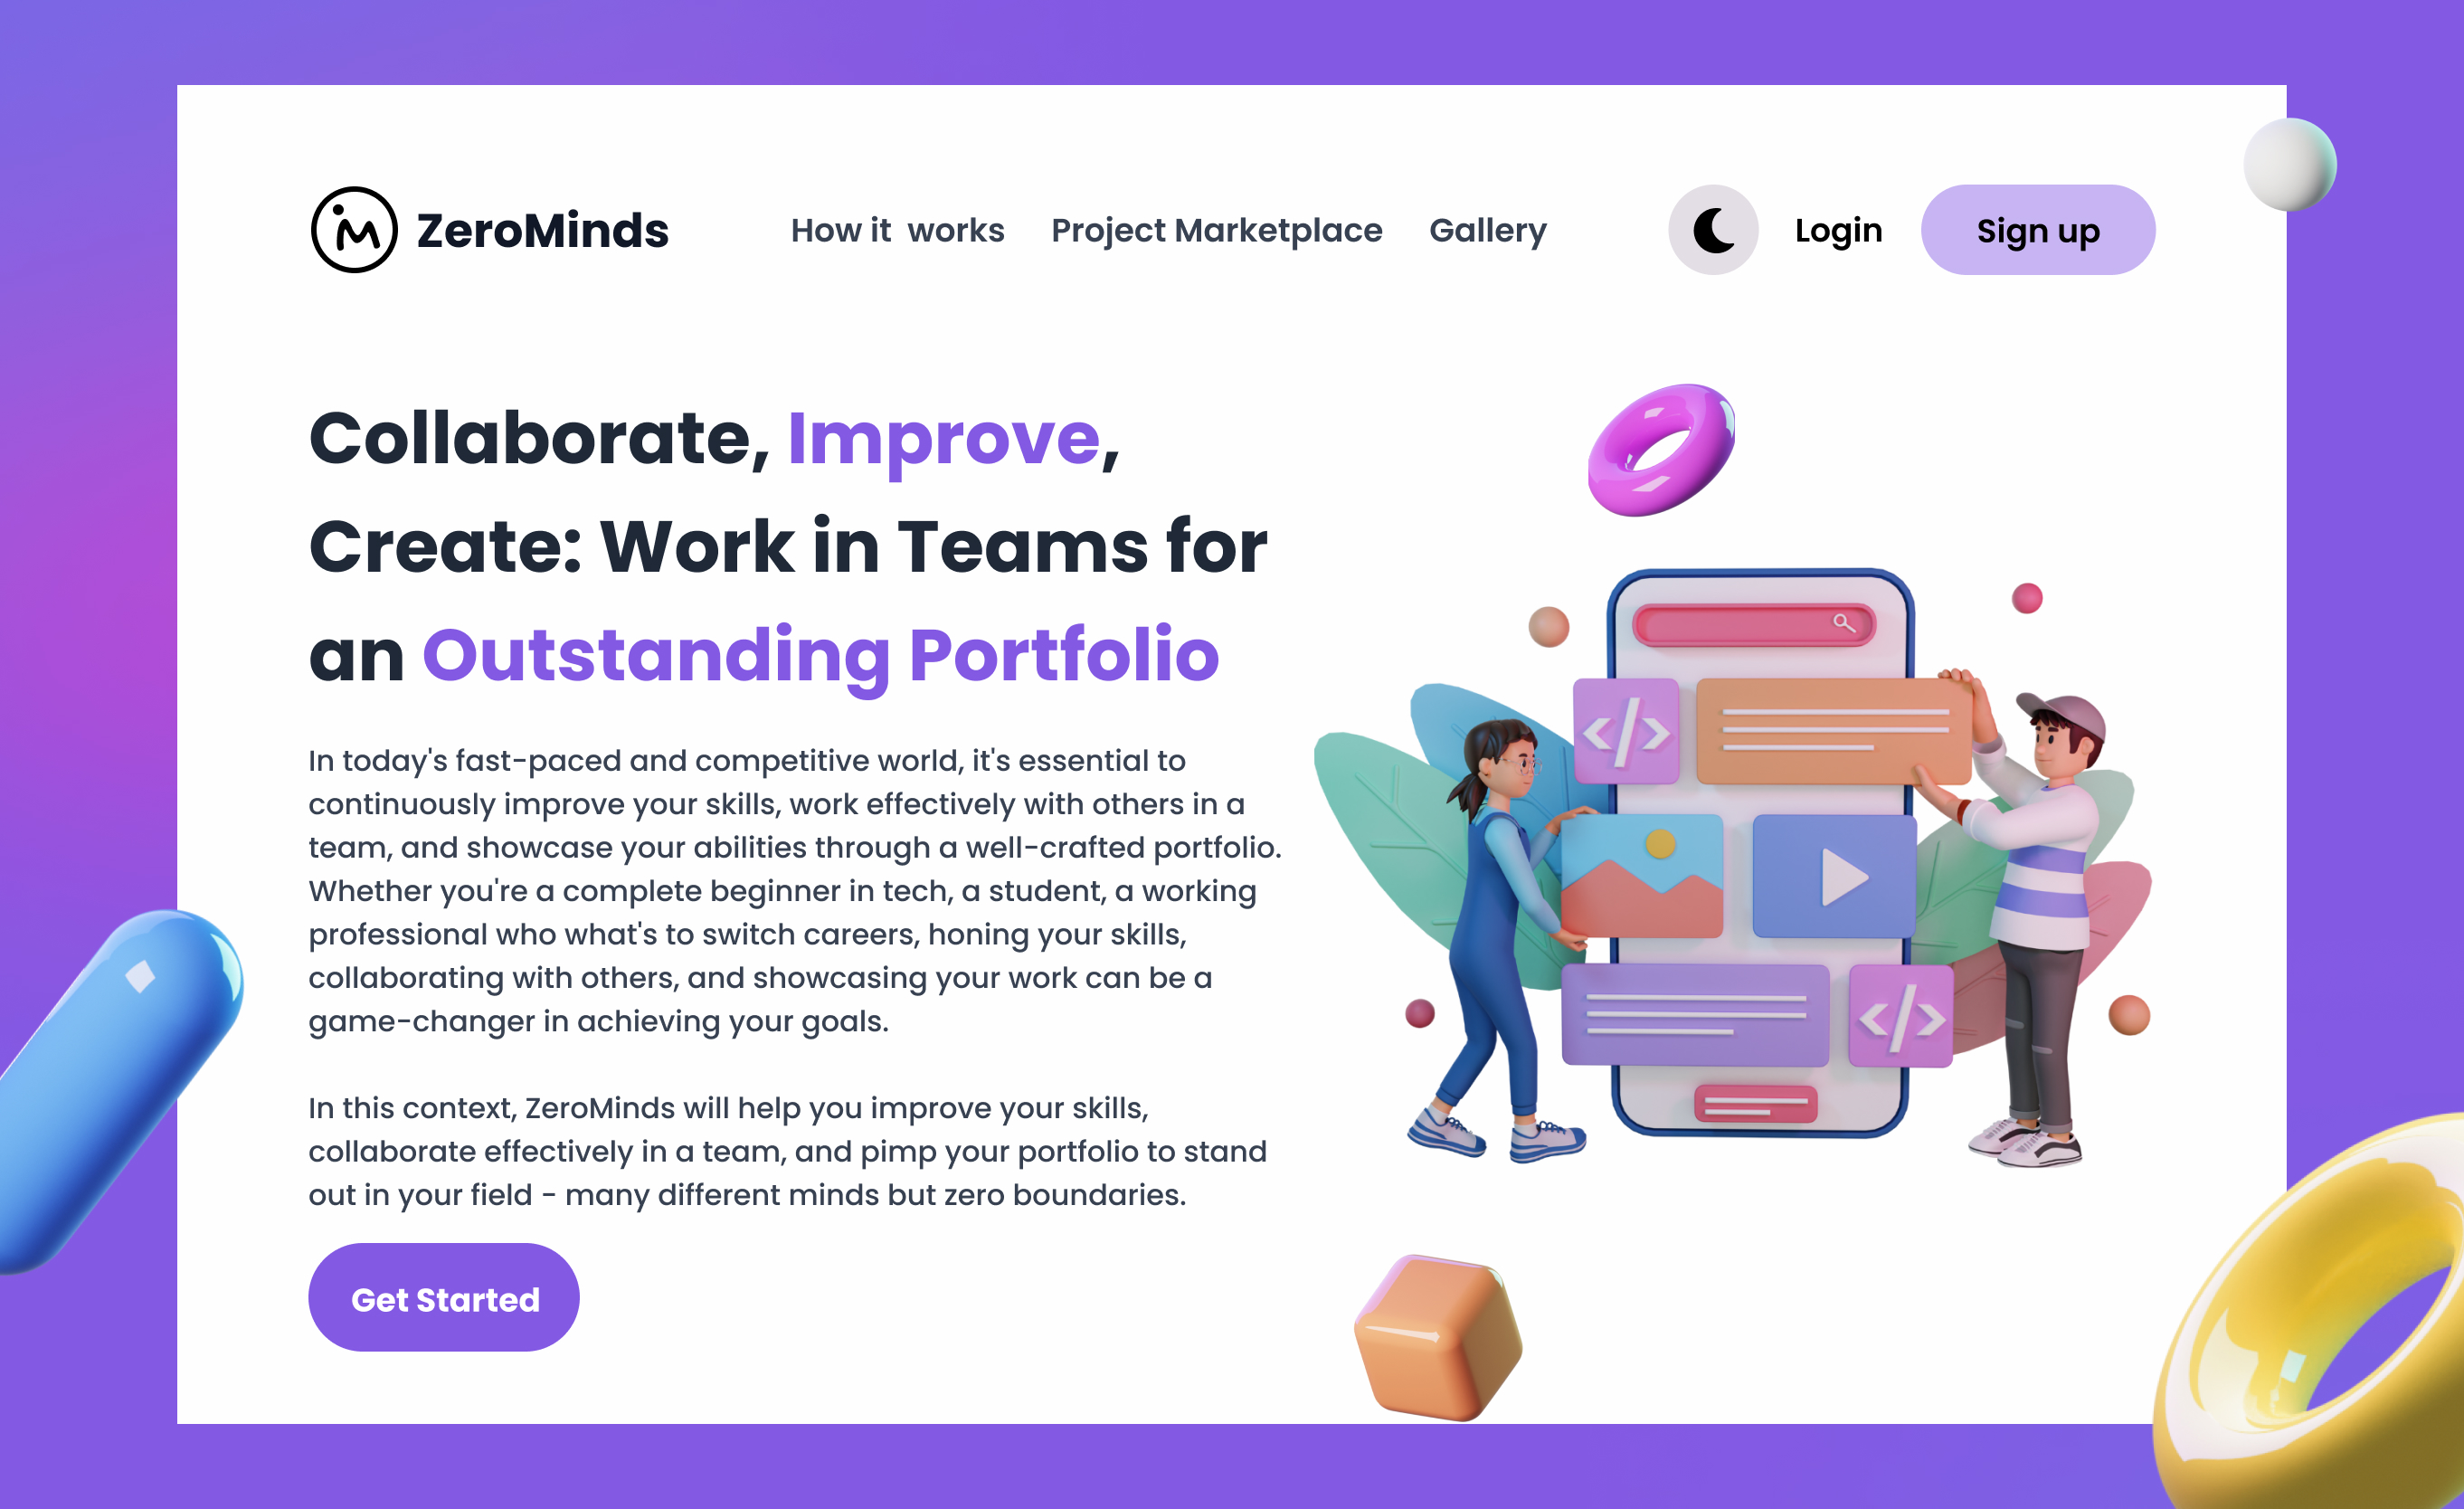 ZeroMinds
How it  works
Project Marketplace
Gallery
Login
Sign up
Collaborate, Improve,
Create: Work in Teams for
an Outstanding Portfolio
In today's fast-paced and competitive world, it's essential to
continuously improve your skills, work effectively with others in a
team, and showcase your abilities through a well-crafted portfolio.
Whether you're a complete beginner in tech, a student, a working
professional who what's to switch careers, honing your skills,
collaborating with others, and showcasing your work can be a
game-changer in achieving your goals.
In this context, ZeroMinds will help you improve your skills,
collaborate effectively in a team, and pimp your portfolio to stand
out in your field - many different minds but zero boundaries.
Get Started